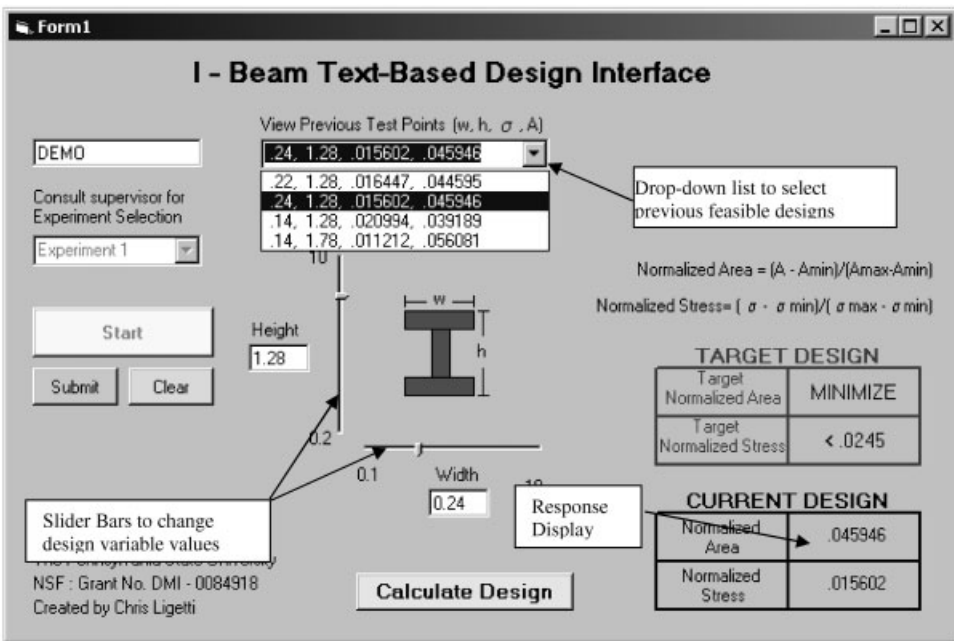 Form1
I - Beam Text-Based Design Interface
View Previous Test Points (w, h, σ , A)
DEMO
.24, 1.28, .015602, .045946
.22, 1.28, .016447, .044595
.24, 1.28, .015602, .045946
.14, 1.28, .020994, .039189
.14, 1.78, .011212, .056081
Drop-down list to select
previous feasible designs
Consult supervisor for
Experiment Selection
Experiment 1
10
Normalized Area = (A - Amin)/(Amax-Amin)
Normalized Stress= ( σ - σ min)/( σ max - σ min)
Start
Submit
Clear
Height
1.28
w
h
TARGET DESIGN
Target
Normalized Area
MINIMIZE
Target
Normalized Stress
< .0245
0.2
0.1
Width
0.24
Slider Bars to change
design variable values
Response
Display
CURRENT DESIGN
Normalized
Area
.045946
Normalized
Stress
.015602
The Pennsylvania State University
NSF : Grant No. DMI - 0084918
Created by Chris Ligetti
Calculate Design